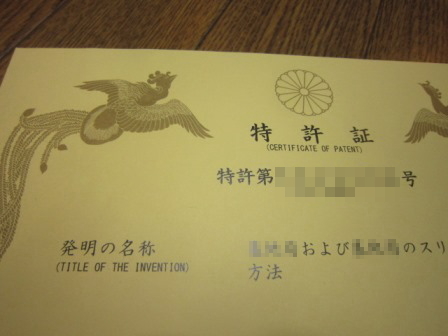 特許証
(CERTIFICATE OF PATENT)
特許第 号
発明の名称 および のスリ
(TITLE OF THE INVENTION) 方法